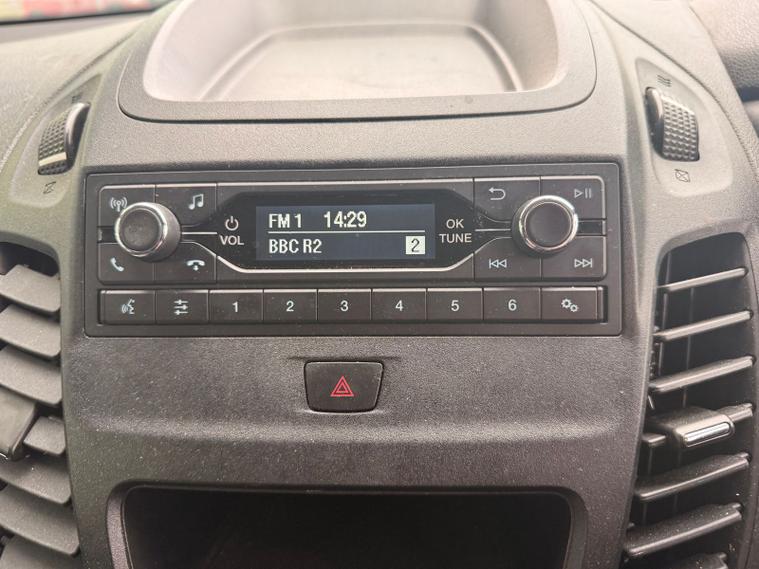 FM 1 14:29
BBC R2 2
VOL
OK
TUNE
1 2 3 4 5 6